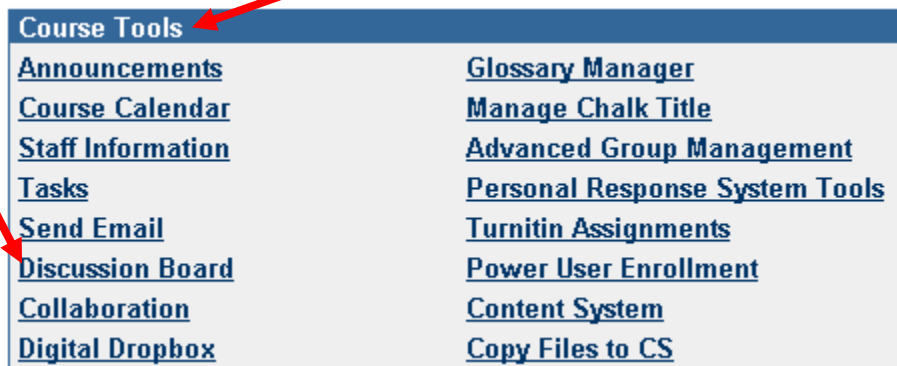 Course Tools
Announcements
Course Calendar
Staff Information
Tasks
Send Email
Discussion Board
Collaboration
Digital Dropbox
Glossary Manager
Manage Chalk Title
Advanced Group Management
Personal Response System Tools
Turnitin Assignments
Power User Enrollment
Content System
Copy Files to CS